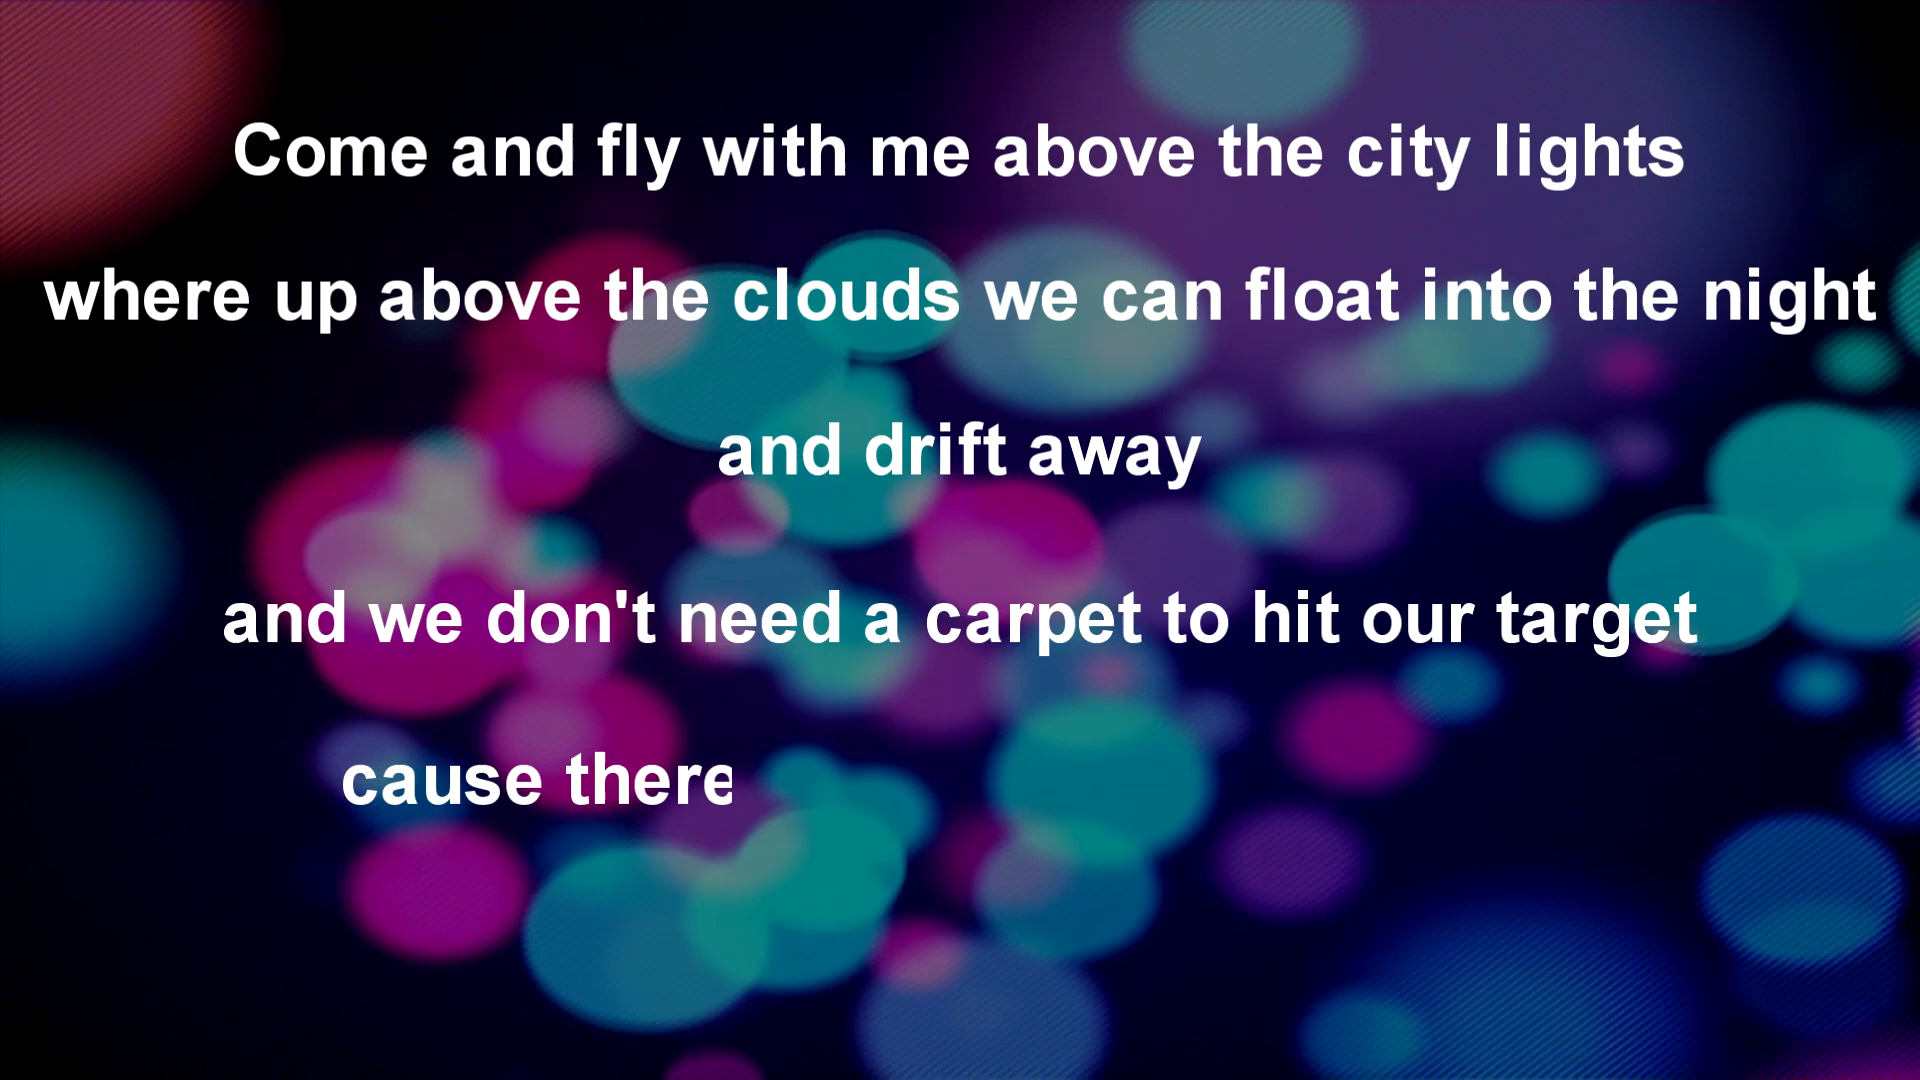 Come and fly with me above the city lights
where up above the clouds we can float into the night
and drift away
and we don't need a carpet to hit our target
cause there